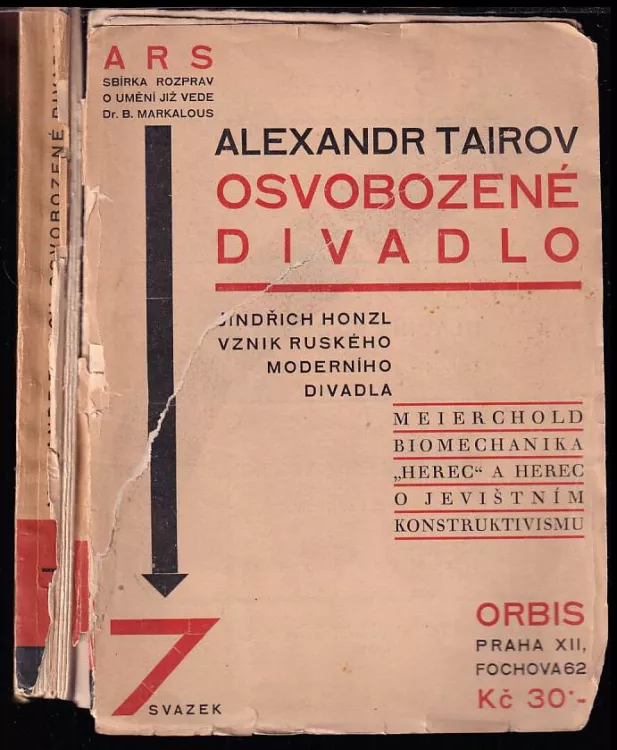 ARS
SBÍRKA ROZPRAV
O UMĚNÍ JIŽ VEDE
Dr. B. MARKALOUS
ALEXANDR TAIROV
OSVOBOZENÉ
DIVADLO
JINDŘICH HONZL
VZNIK RUSKÉHO
MODERNÍHO
DIVADLA
MEIERCHOLD
BIOMECHANIKA
„HEREC“ A HEREC
O JEVIŠTNÍM
KONSTRUKTIVISMU
7
SVAZEK
ORBIS
PRAHA XII,
FOCHOVA 62
Kč 30·-